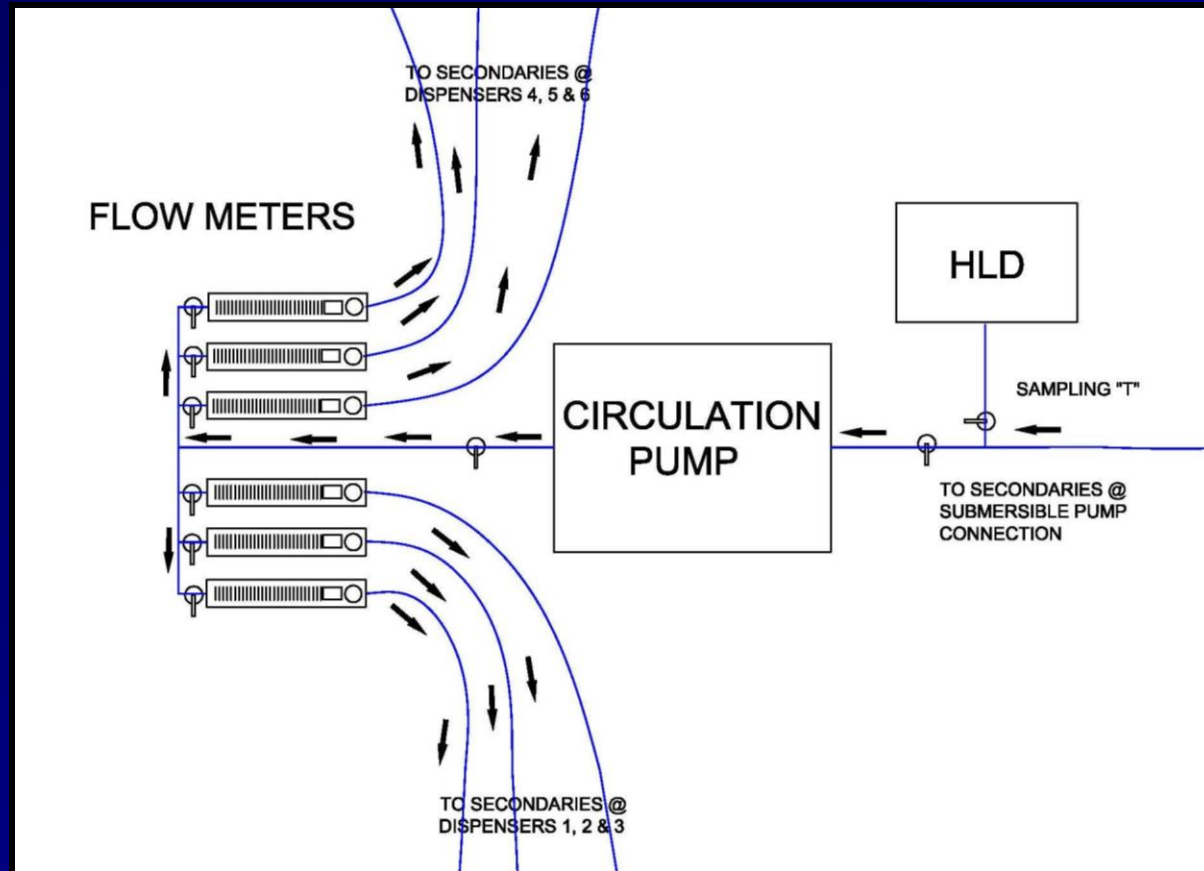 TO SECONDARIES @
DISPENSERS 4, 5 & 6
FLOW METERS
HLD
CIRCULATION
PUMP
SAMPLING "T"
TO SECONDARIES @
SUBMERSIBLE PUMP
CONNECTION
TO SECONDARIES @
DISPENSERS 1, 2 & 3